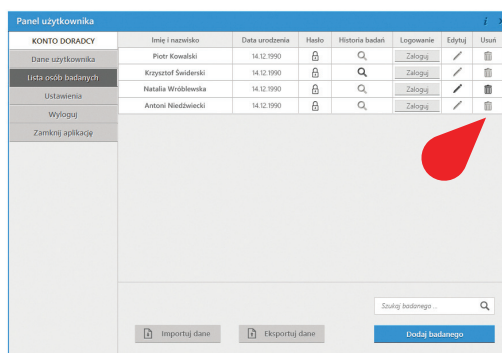 Panel użytkownika i x
KONTO DORADCY
Dane użytkownika
Lista osób badanych
Ustawienia
Wyloguj
Zamknij aplikację
Imię i nazwisko Data urodzenia Hasło Historia badań Logowanie Edytuj Usuń
Piotr Kowalski 14.12.1990 Zaloguj
Krzysztof Świderski 14.12.1990 Zaloguj
Natalia Wróblewska 14.12.1990 Zaloguj
Antoni Niedźwiecki 14.12.1990 Zaloguj
Szukaj badanego ...
Importuj dane Eksportuj dane Dodaj badanego